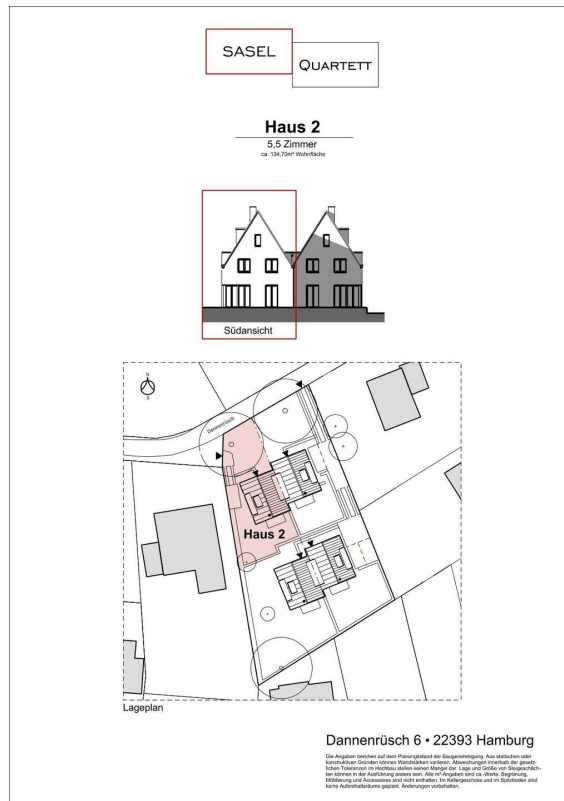 SASEL
QUARTETT
Haus 2
5,5 Zimmer
ca. 134,70m² Wohnfläche
Südansicht
N
S
Dannenrüsch
Haus 2
Lageplan
Dannenrüsch 6 • 22393 Hamburg
Die Angaben beruhen auf dem Planungsstand der Baugenehmigung. Aus statischen oder
konstruktiven Gründen können Wandstärken variieren. Abweichungen innerhalb der gesetz-
lichen Toleranzen im Hochbau stellen keinen Mangel dar. Lage und Größe von Steigeschäch-
ten können in der Ausführung anders sein. Alle m²-Angaben sind ca.-Werte. Begrünung,
Möblierung und Accessoires sind nicht enthalten. Im Kellergeschoss und im Spitzboden sind
keine Aufenthaltsräume geplant. Änderungen vorbehalten.